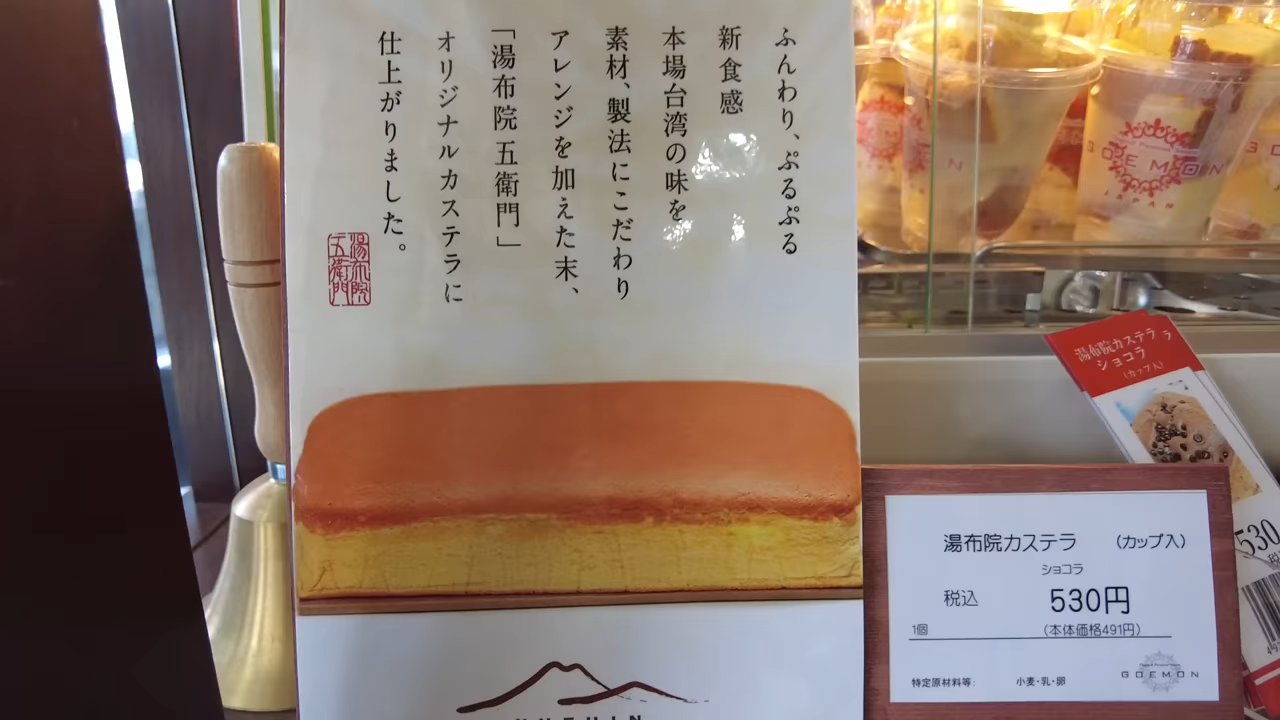 ふんわり、ぷるぷる
新食感
本場台湾の味を
素材、製法にこだわり
アレンジを加えた末、
「湯布院 五衛門」
オリジナルカステラに
仕上がりました。
湯布院
五衛門
GOEMON
JAPAN
湯布院カステラ
ショコラ
(カップ入)
530
湯布院カステラ (カップ入)
ショコラ
税込 530円
1個 (本体価格491円)
特定原材料等: 小麦・乳・卵
GOEMON